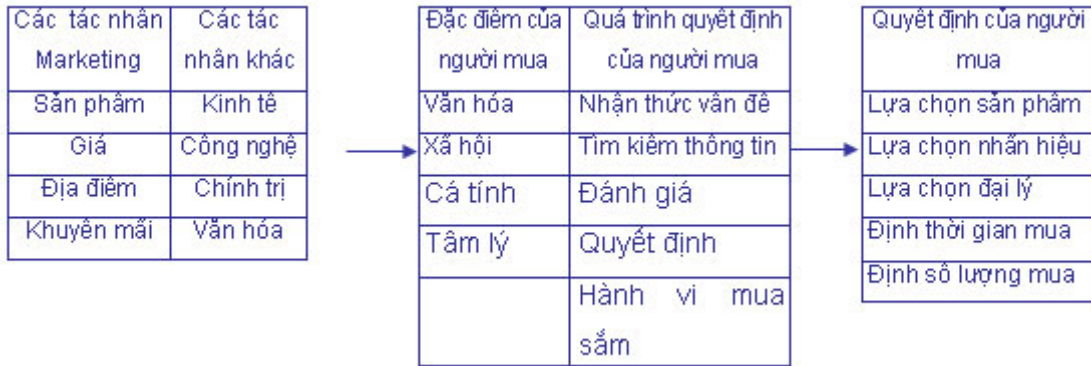 Các tác nhân Marketing
Các tác nhân khác
Sản phẩm
Kinh tế
Giá
Công nghệ
Địa điểm
Chính trị
Khuyến mãi
Văn hóa
Đặc điểm của người mua
Quá trình quyết định của người mua
Văn hóa
Nhận thức vấn đề
Xã hội
Tìm kiếm thông tin
Cá tính
Đánh giá
Tâm lý
Quyết định
Hành vi mua sắm
Quyết định của người mua
Lựa chọn sản phẩm
Lựa chọn nhãn hiệu
Lựa chọn đại lý
Định thời gian mua
Định số lượng mua